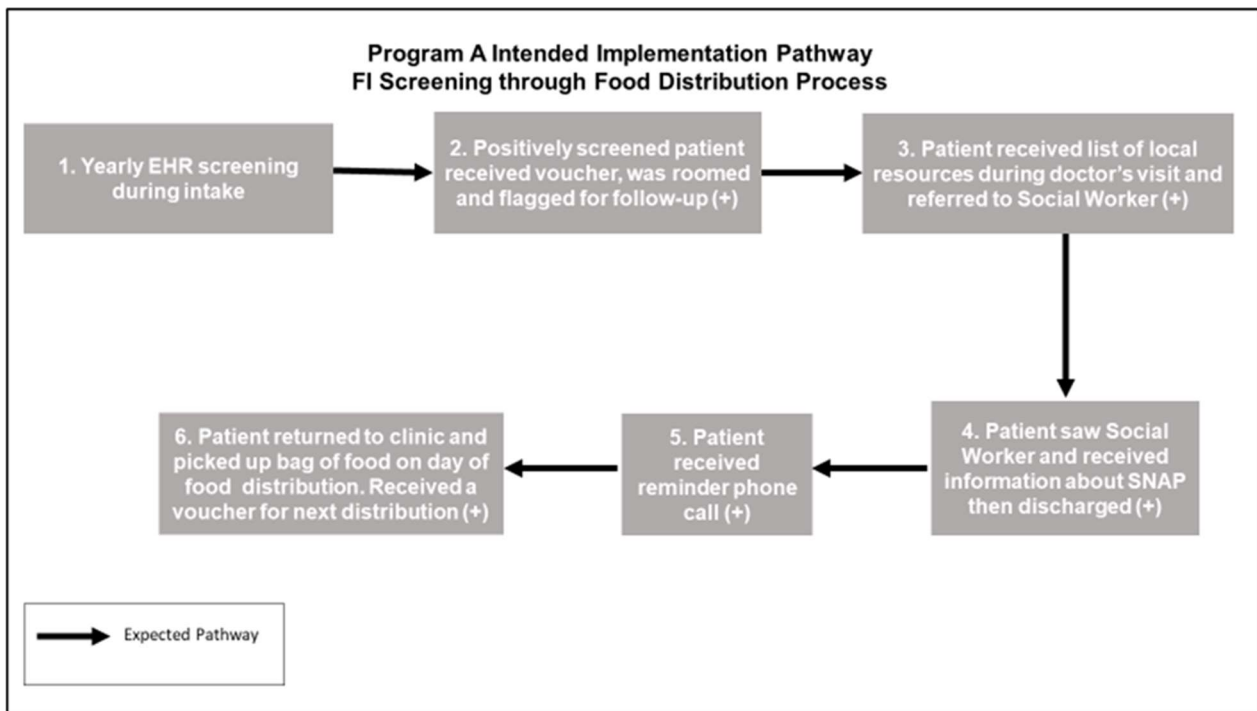 Program A Intended Implementation Pathway
FI Screening through Food Distribution Process
1. Yearly EHR screening
during intake
2. Positively screened patient
received voucher, was roomed
and flagged for follow-up (+)
3. Patient received list of local
resources during doctor's visit and
referred to Social Worker (+)
4. Patient saw Social
Worker and received
information about SNAP
then discharged (+)
5. Patient
received
reminder phone
call (+)
6. Patient returned to clinic and
picked up bag of food on day of
food distribution. Received a
voucher for next distribution (+)
Expected Pathway